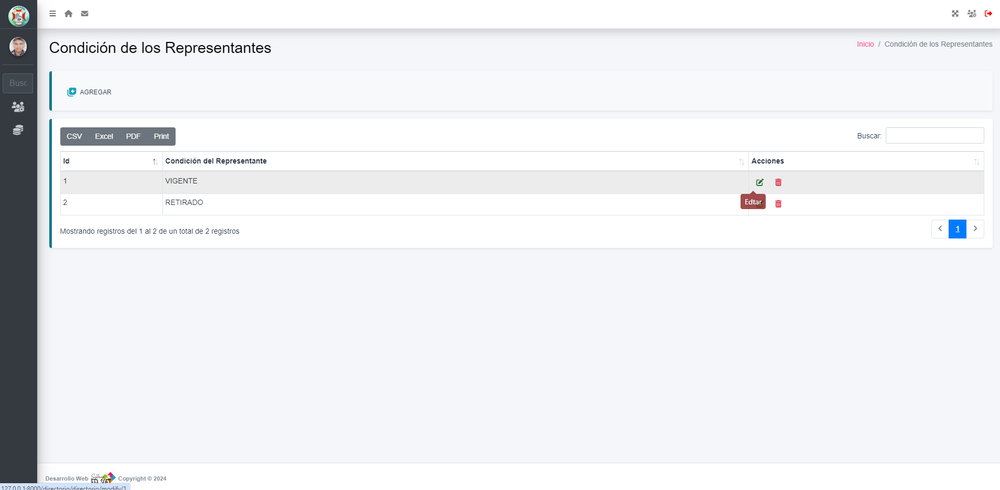 Condición de los Representantes
Inicio / Condición de los Representantes
Busc
AGREGAR
CSV Excel PDF Print
Buscar:
Id Condición del Representante Acciones
1 VIGENTE
2 RETIRADO
Edtar
Mostrando registros del 1 al 2 de un total de 2 registros
1
Desarrollo Web Copyright © 2024
127.0.0.1:8000/directorio/directorio/modify/1